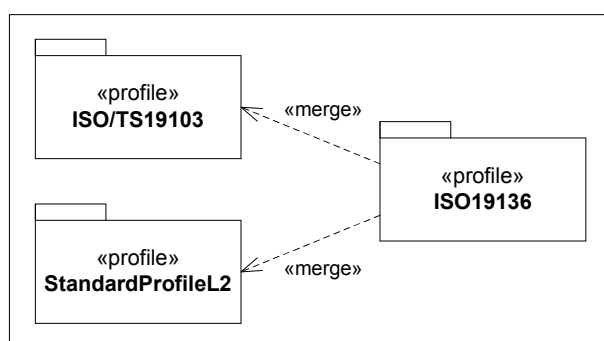 «profile»
ISO/TS19103
«merge»
«profile»
ISO19136
«profile»
StandardProfileL2
«merge»